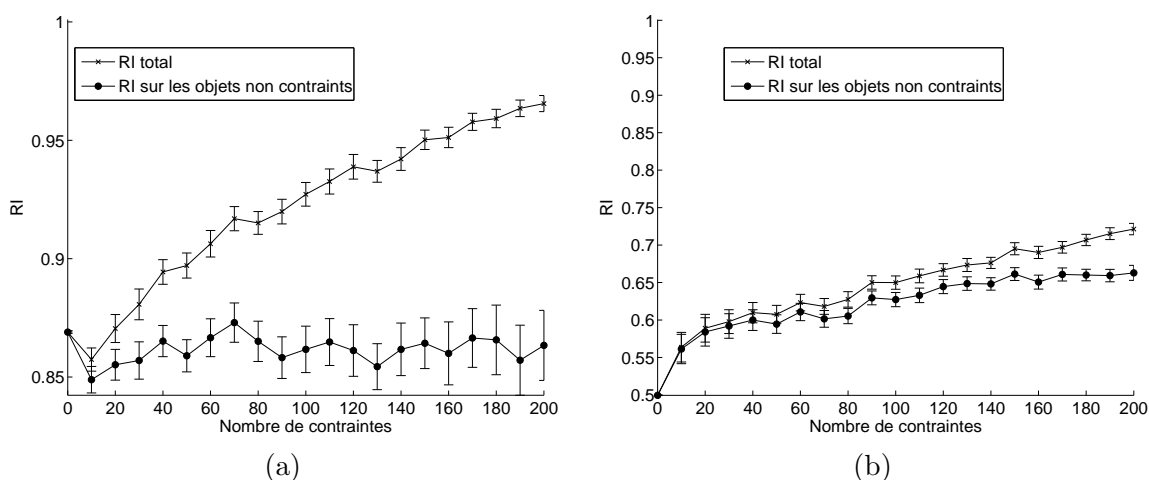 1
0.95
0.9
0.85
RI
RI total
RI sur les objets non contraints
0 20 40 60 80 100 120 140 160 180 200
Nombre de contraintes
(a)
1
0.95
0.9
0.85
0.8
0.75
0.7
0.65
0.6
0.55
0.5
RI
RI total
RI sur les objets non contraints
0 20 40 60 80 100 120 140 160 180 200
Nombre de contraintes
(b)